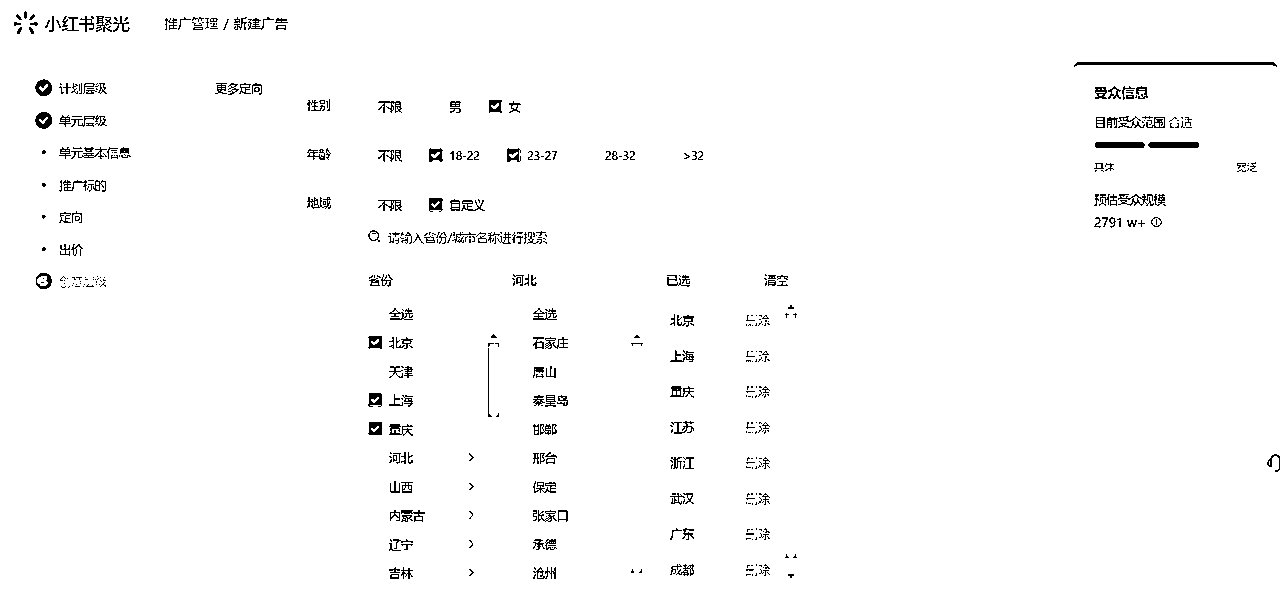 小红书聚光 推广管理 / 新建广告
计划层级
单元层级
单元基本信息
推广标的
定向
出价
更多定向
性别 不限 男 女
年龄 不限 18-22 23-27 28-32 >32
地域 不限 自定义
请输入省份/城市名称进行搜索
省份
全选
北京
天津
上海
重庆
河北
山西
内蒙古
辽宁
吉林
河北
全选
石家庄
唐山
秦皇岛
邯郸
邢台
保定
张家口
承德
沧州
已选 清空
北京 删除
上海 删除
重庆 删除
江苏 删除
浙江 删除
武汉 删除
广东 删除
成都 删除
受众信息
目前受众范围 合适
具体 宽泛
预估受众规模
2791 w+